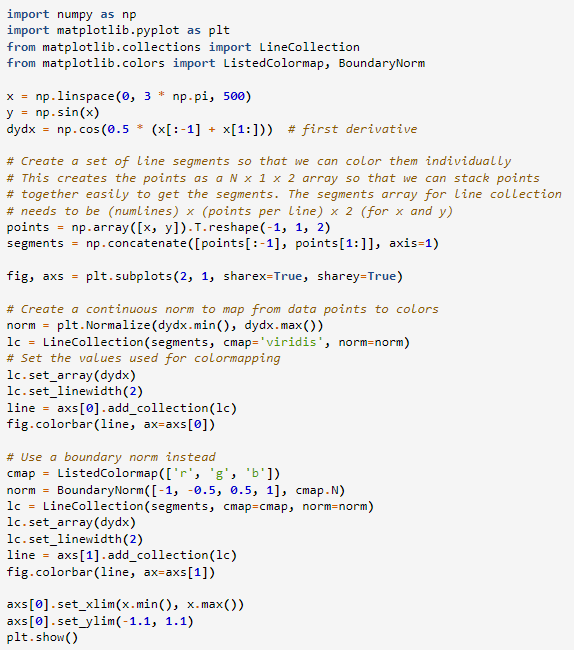 import numpy as np
import matplotlib.pyplot as plt
from matplotlib.collections import LineCollection
from matplotlib.colors import ListedColormap, BoundaryNorm

x = np.linspace(0, 3 * np.pi, 500)
y = np.sin(x)
dydx = np.cos(0.5 * (x[:-1] + x[1:]))  # first derivative

# Create a set of line segments so that we can color them individually
# This creates the points as a N x 1 x 2 array so that we can stack points
# together easily to get the segments. The segments array for line collection
# needs to be (numlines) x (points per line) x 2 (for x and y)
points = np.array([x, y]).T.reshape(-1, 1, 2)
segments = np.concatenate([points[:-1], points[1:]], axis=1)

fig, axs = plt.subplots(2, 1, sharex=True, sharey=True)

# Create a continuous norm to map from data points to colors
norm = plt.Normalize(dydx.min(), dydx.max())
lc = LineCollection(segments, cmap='viridis', norm=norm)
# Set the values used for colormapping
lc.set_array(dydx)
lc.set_linewidth(2)
line = axs[0].add_collection(lc)
fig.colorbar(line, ax=axs[0])

# Use a boundary norm instead
cmap = ListedColormap(['r', 'g', 'b'])
norm = BoundaryNorm([-1, -0.5, 0.5, 1], cmap.N)
lc = LineCollection(segments, cmap=cmap, norm=norm)
lc.set_array(dydx)
lc.set_linewidth(2)
line = axs[1].add_collection(lc)
fig.colorbar(line, ax=axs[1])

axs[0].set_xlim(x.min(), x.max())
axs[0].set_ylim(-1.1, 1.1)
plt.show()